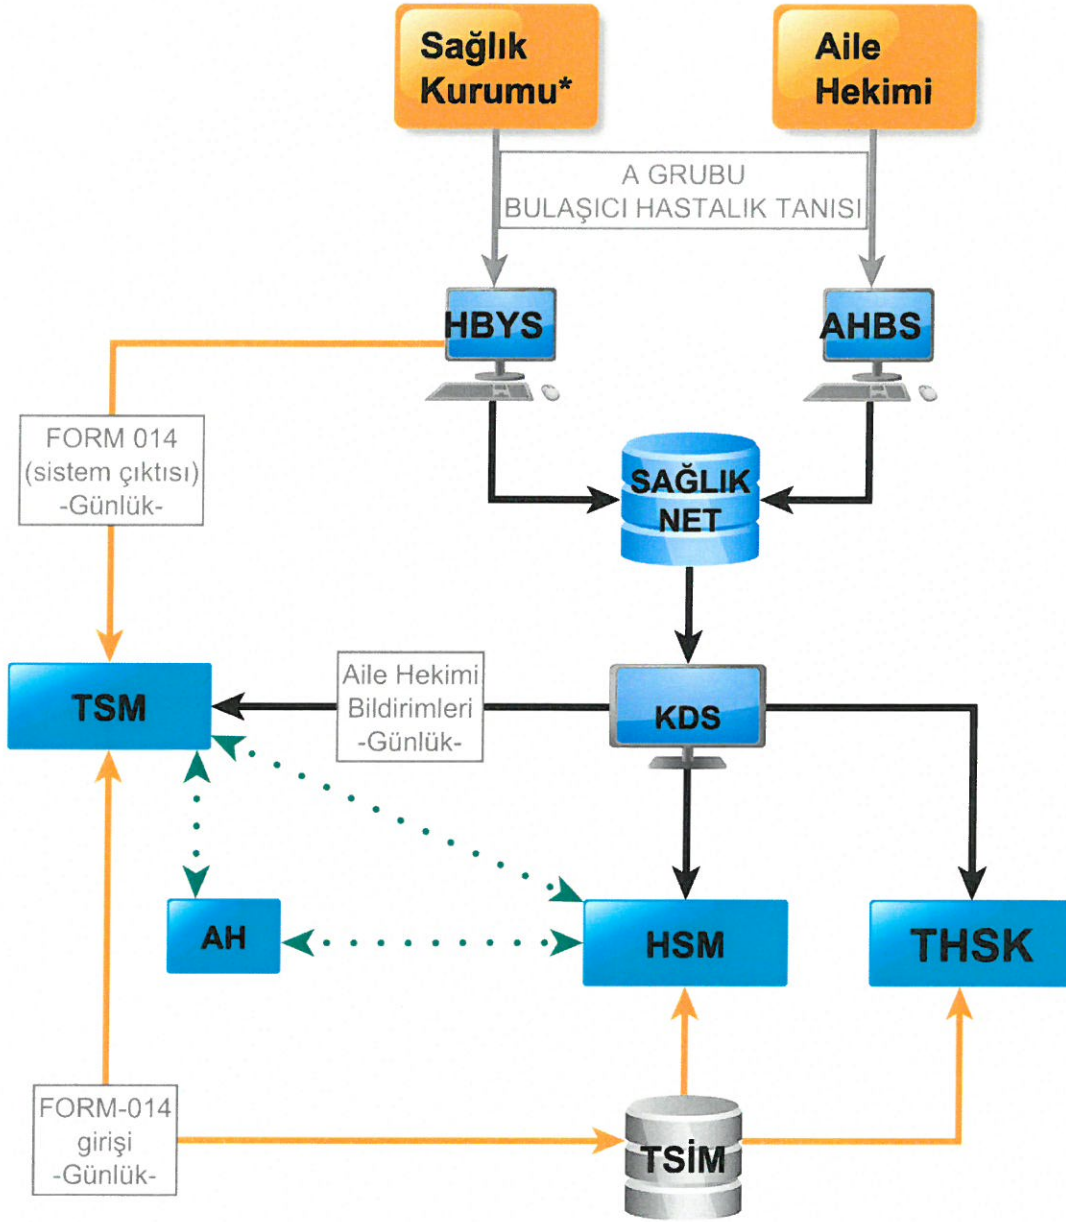 Sağlık
Kurumu*
Aile
Hekimi
A GRUBU
BULAŞICI HASTALIK TANISI
HBYS
AHBS
FORM 014
(sistem çıktısı)
-Günlük-
SAĞLIK
NET
TSM
Aile Hekimi
Bildirimleri
-Günlük-
KDS
AH
HSM
THSK
FORM-014
girişi
-Günlük-
TSİM